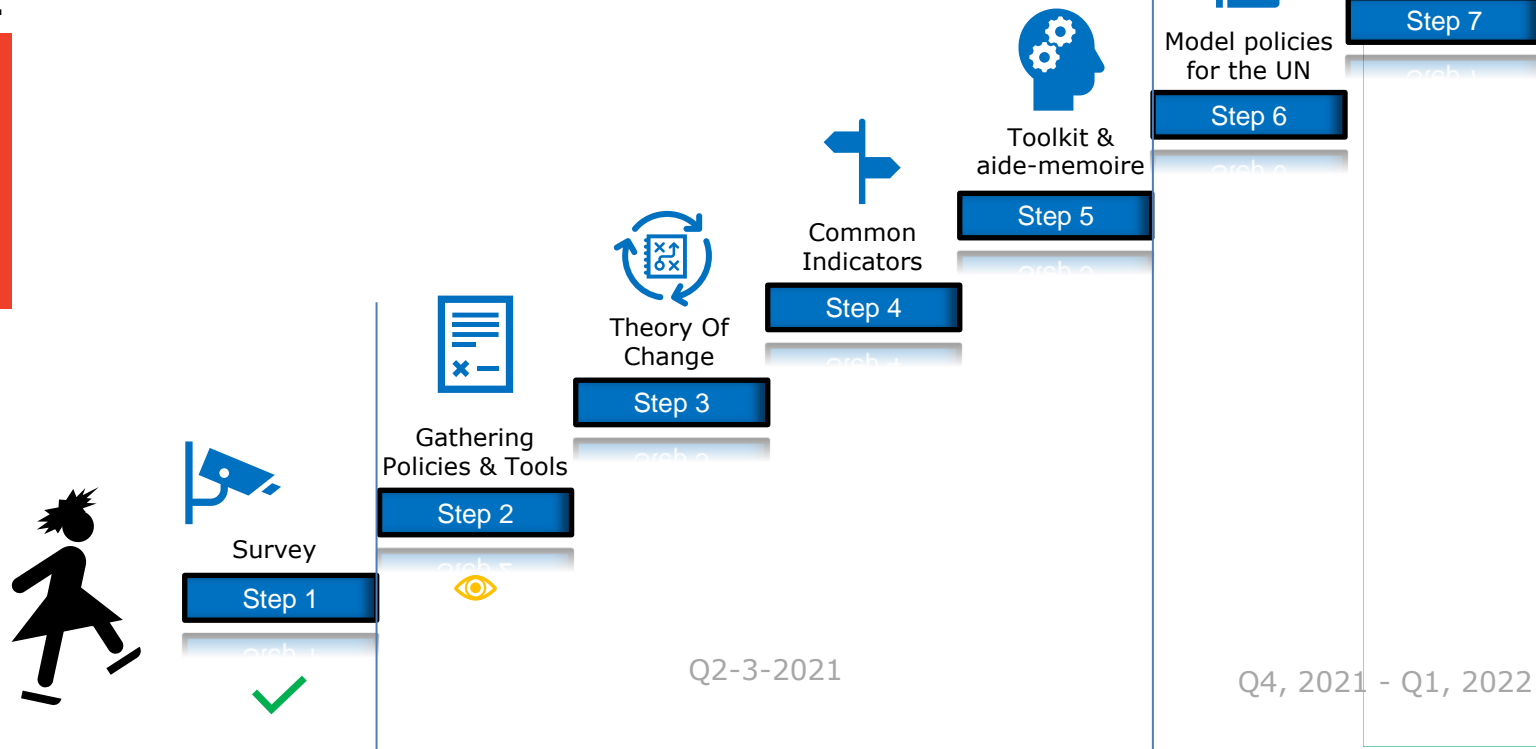 Step 7
Model policies
for the UN
Step 6
Toolkit &
aide-memoire
Step 5
Common
Indicators
Step 4
Theory Of
Change
Step 3
Gathering
Policies & Tools
Step 2
Survey
Step 1
Q2-3-2021
Q4, 2021 - Q1, 2022